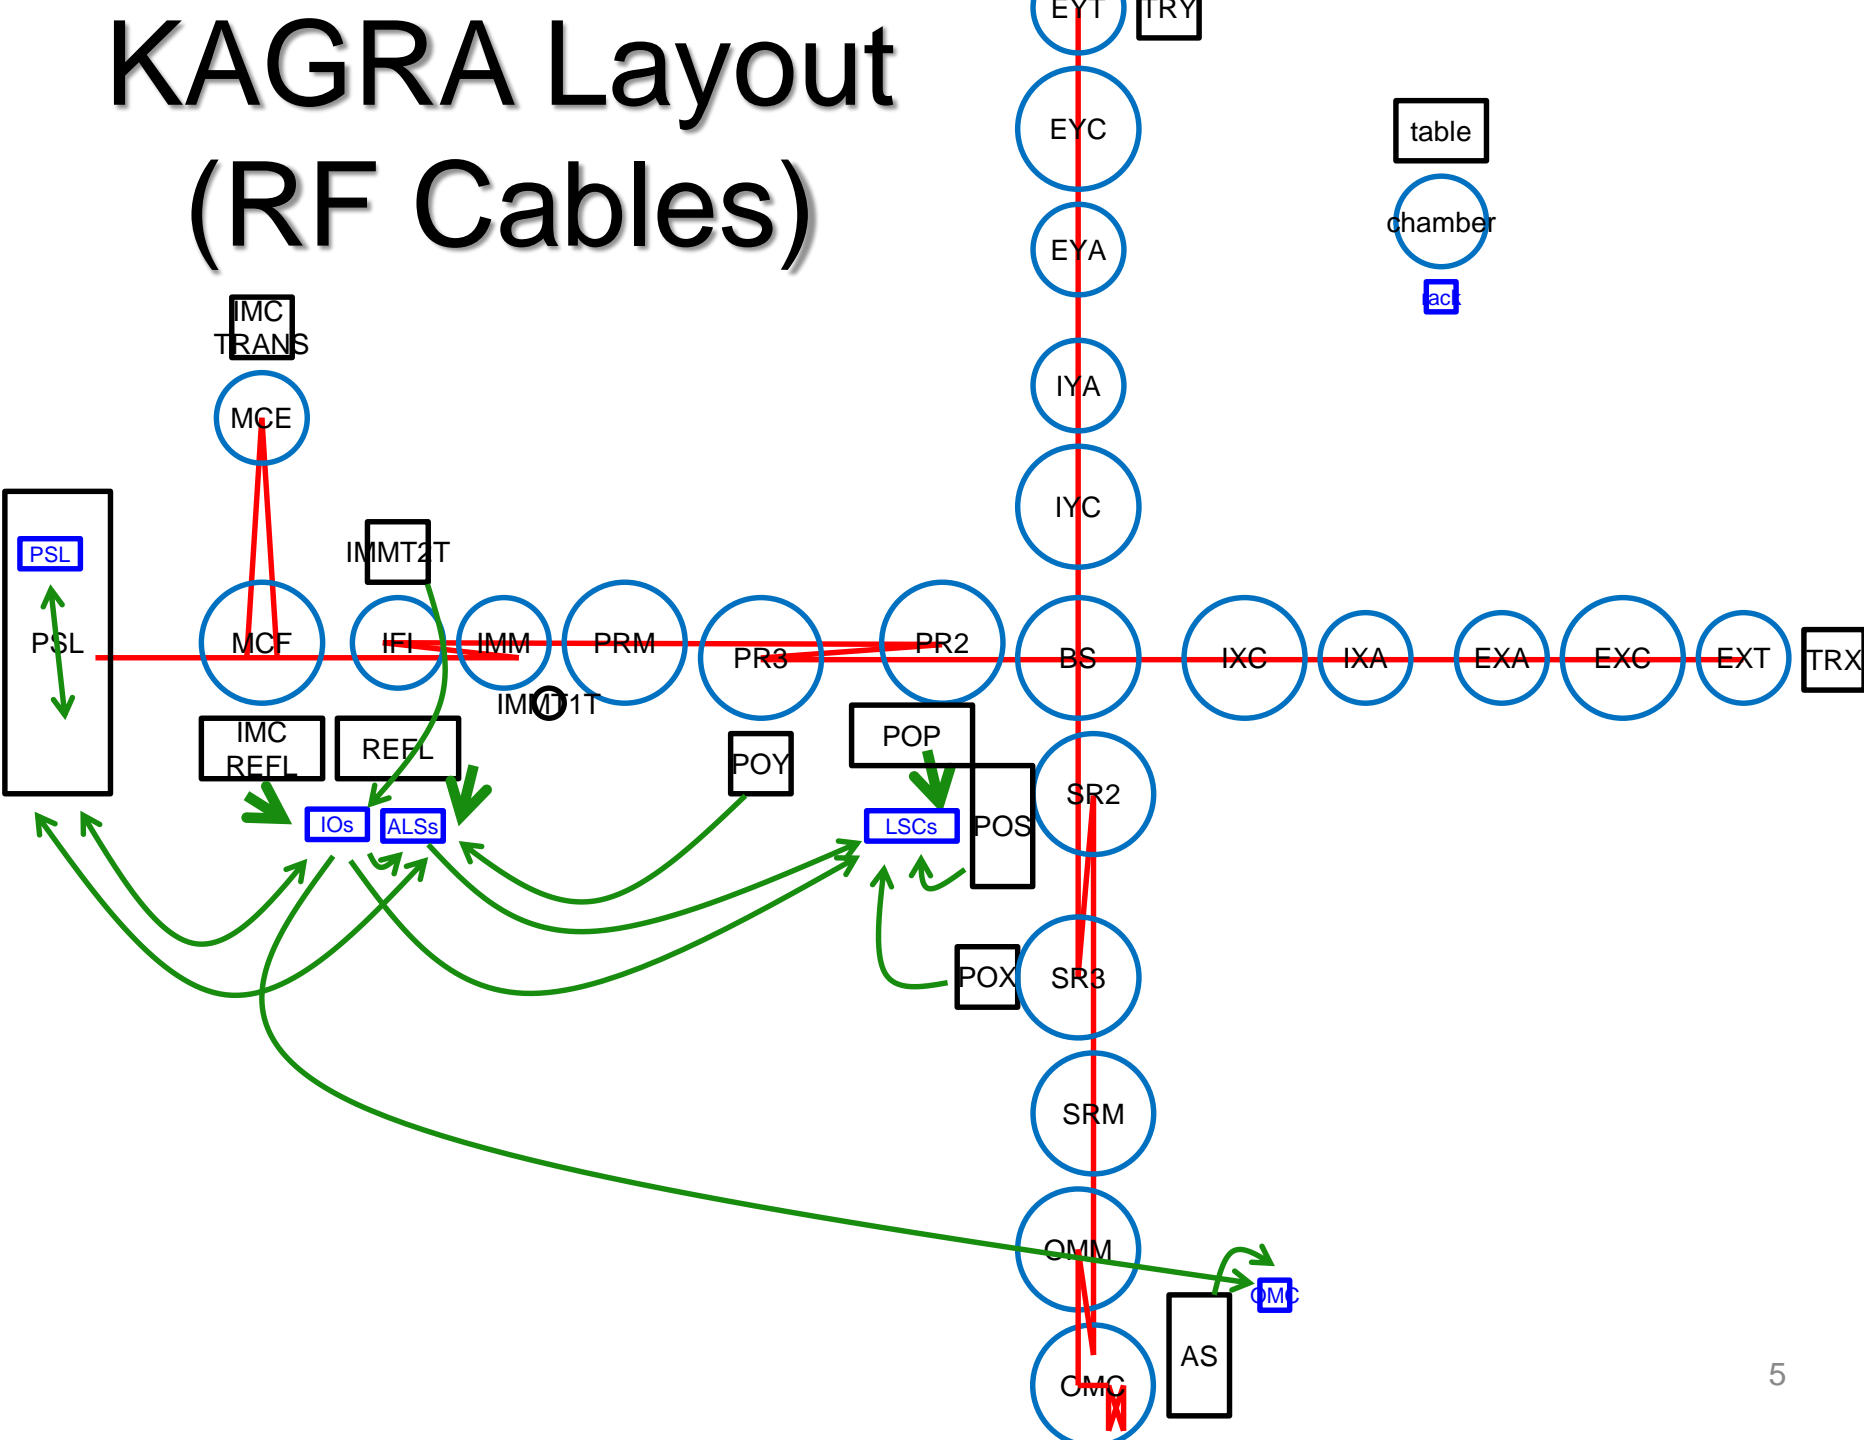 KAGRA Layout
(RF Cables)
EYT
TRY
EYC
table
chamber
rack
EYA
IMC
TRANS
MCE
IYA
IYC
PSL
IMMT2T
PSL
MCF
IFI
IMM
PRM
PR3
PR2
BS
IXC
IXA
EXA
EXC
EXT
TRX
IMMT1T
IMC
REFL
REFL
POY
POP
SR2
IOs
ALSs
LSCs
POS
POX
SR3
SRM
OMM
OMC
AS
OMC
5